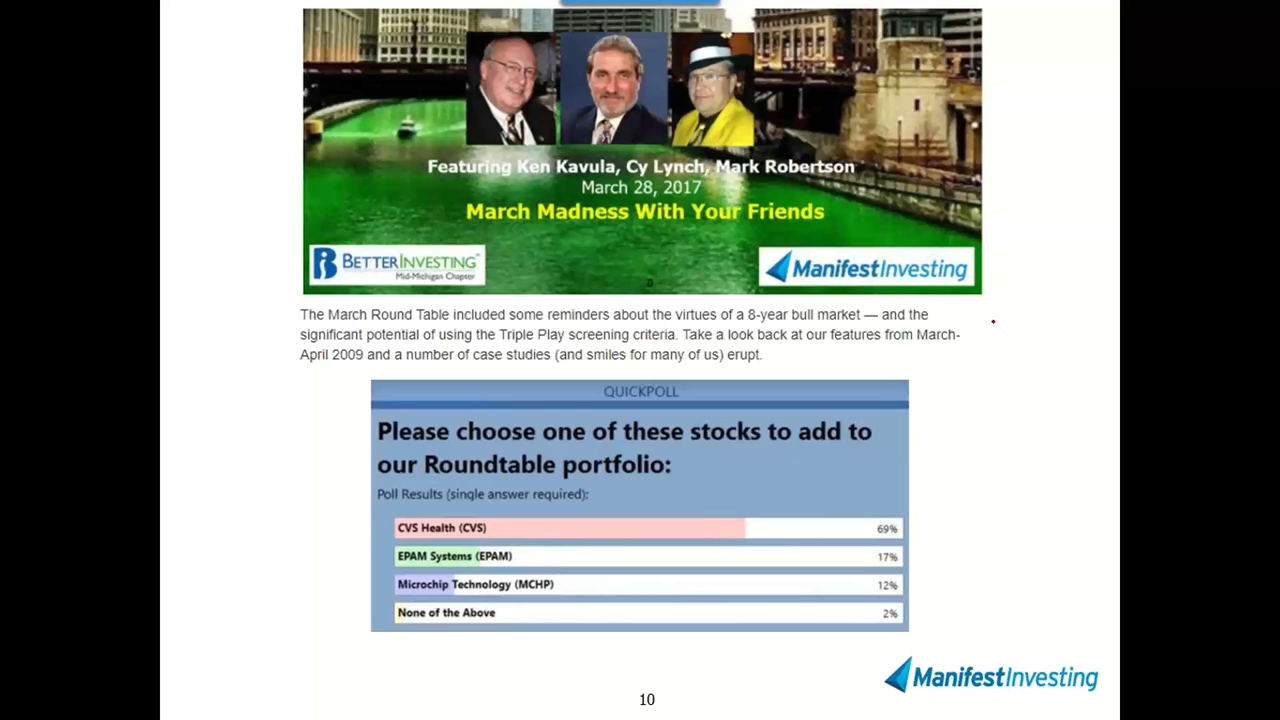 Featuring Ken Kavula, Cy Lynch, Mark Robertson
March 28, 2017
March Madness With Your Friends
BETTERINVESTING™
Mid-Michigan Chapter
ManifestInvesting
The March Round Table included some reminders about the virtues of a 8-year bull market — and the
significant potential of using the Triple Play screening criteria. Take a look back at our features from March-
April 2009 and a number of case studies (and smiles for many of us) erupt.
QUICKPOLL
Please choose one of these stocks to add to
our Roundtable portfolio:
Poll Results (single answer required):
CVS Health (CVS) 69%
EPAM Systems (EPAM) 17%
Microchip Technology (MCHP) 12%
None of the Above 2%
ManifestInvesting
10